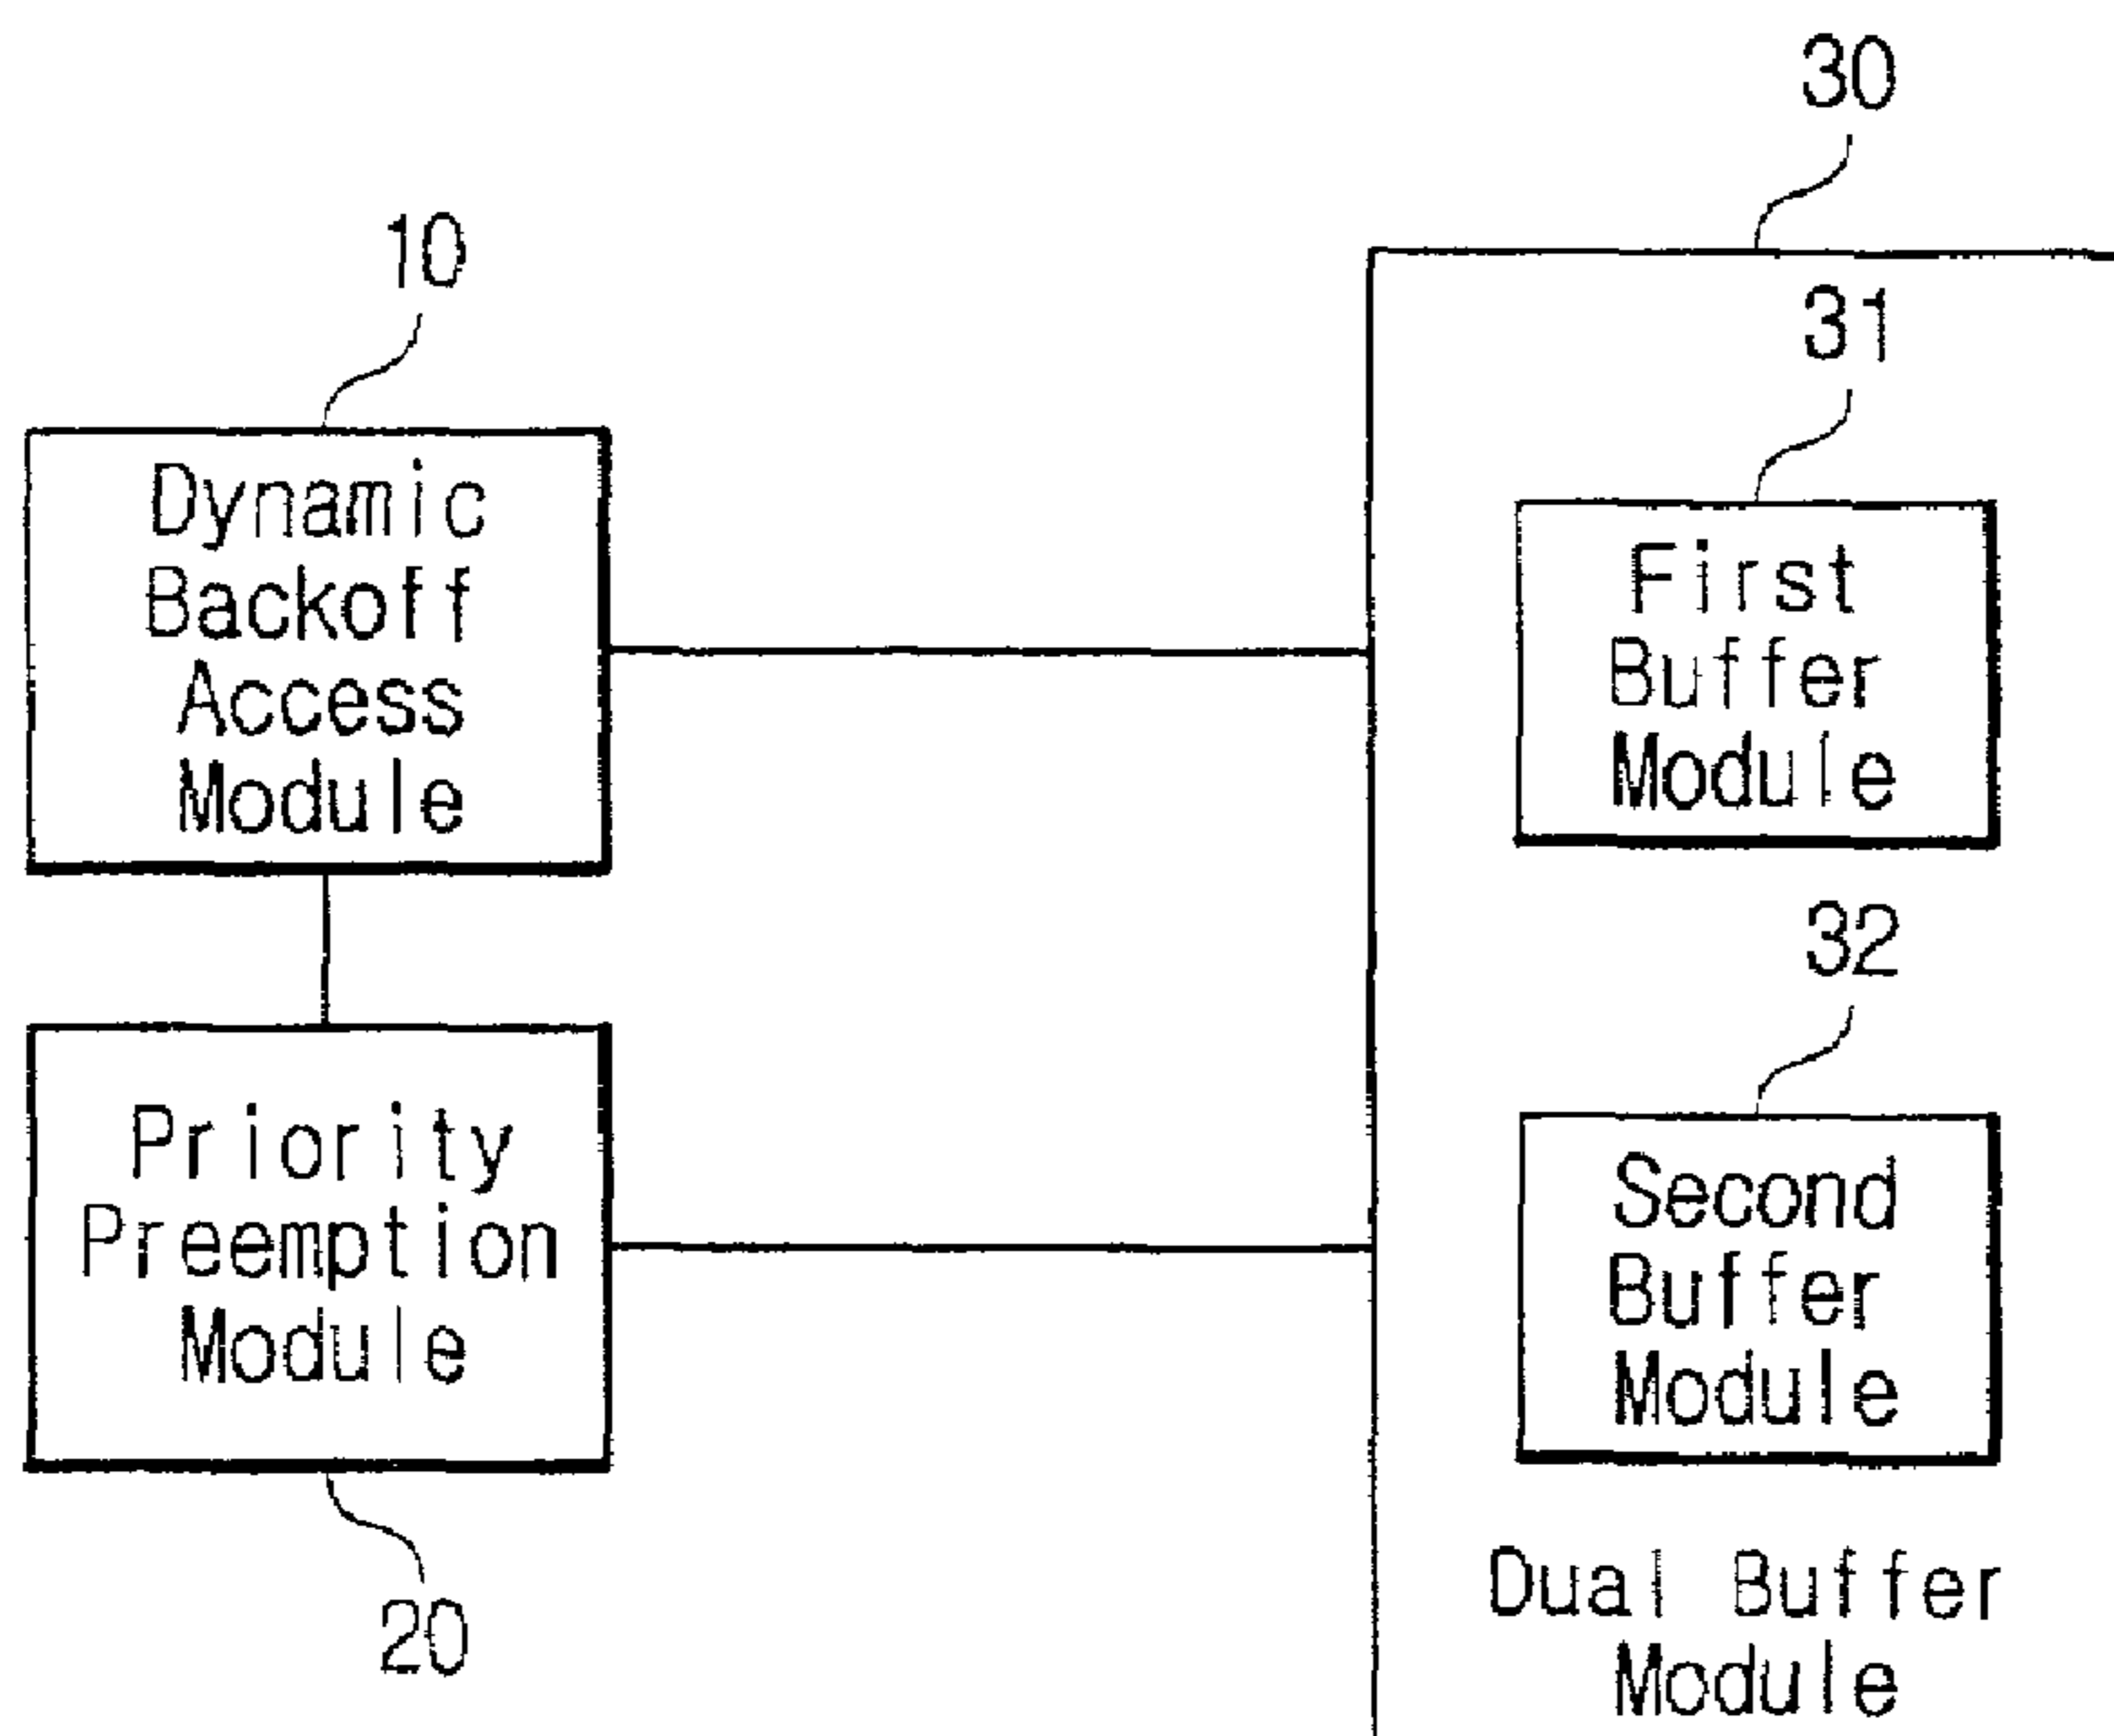 30
10
31
Dynamic
Backoff
Access
Module
First
Buffer
Module
32
Priority
Preemption
Module
Second
Buffer
Module
20
Dual Buffer
Module